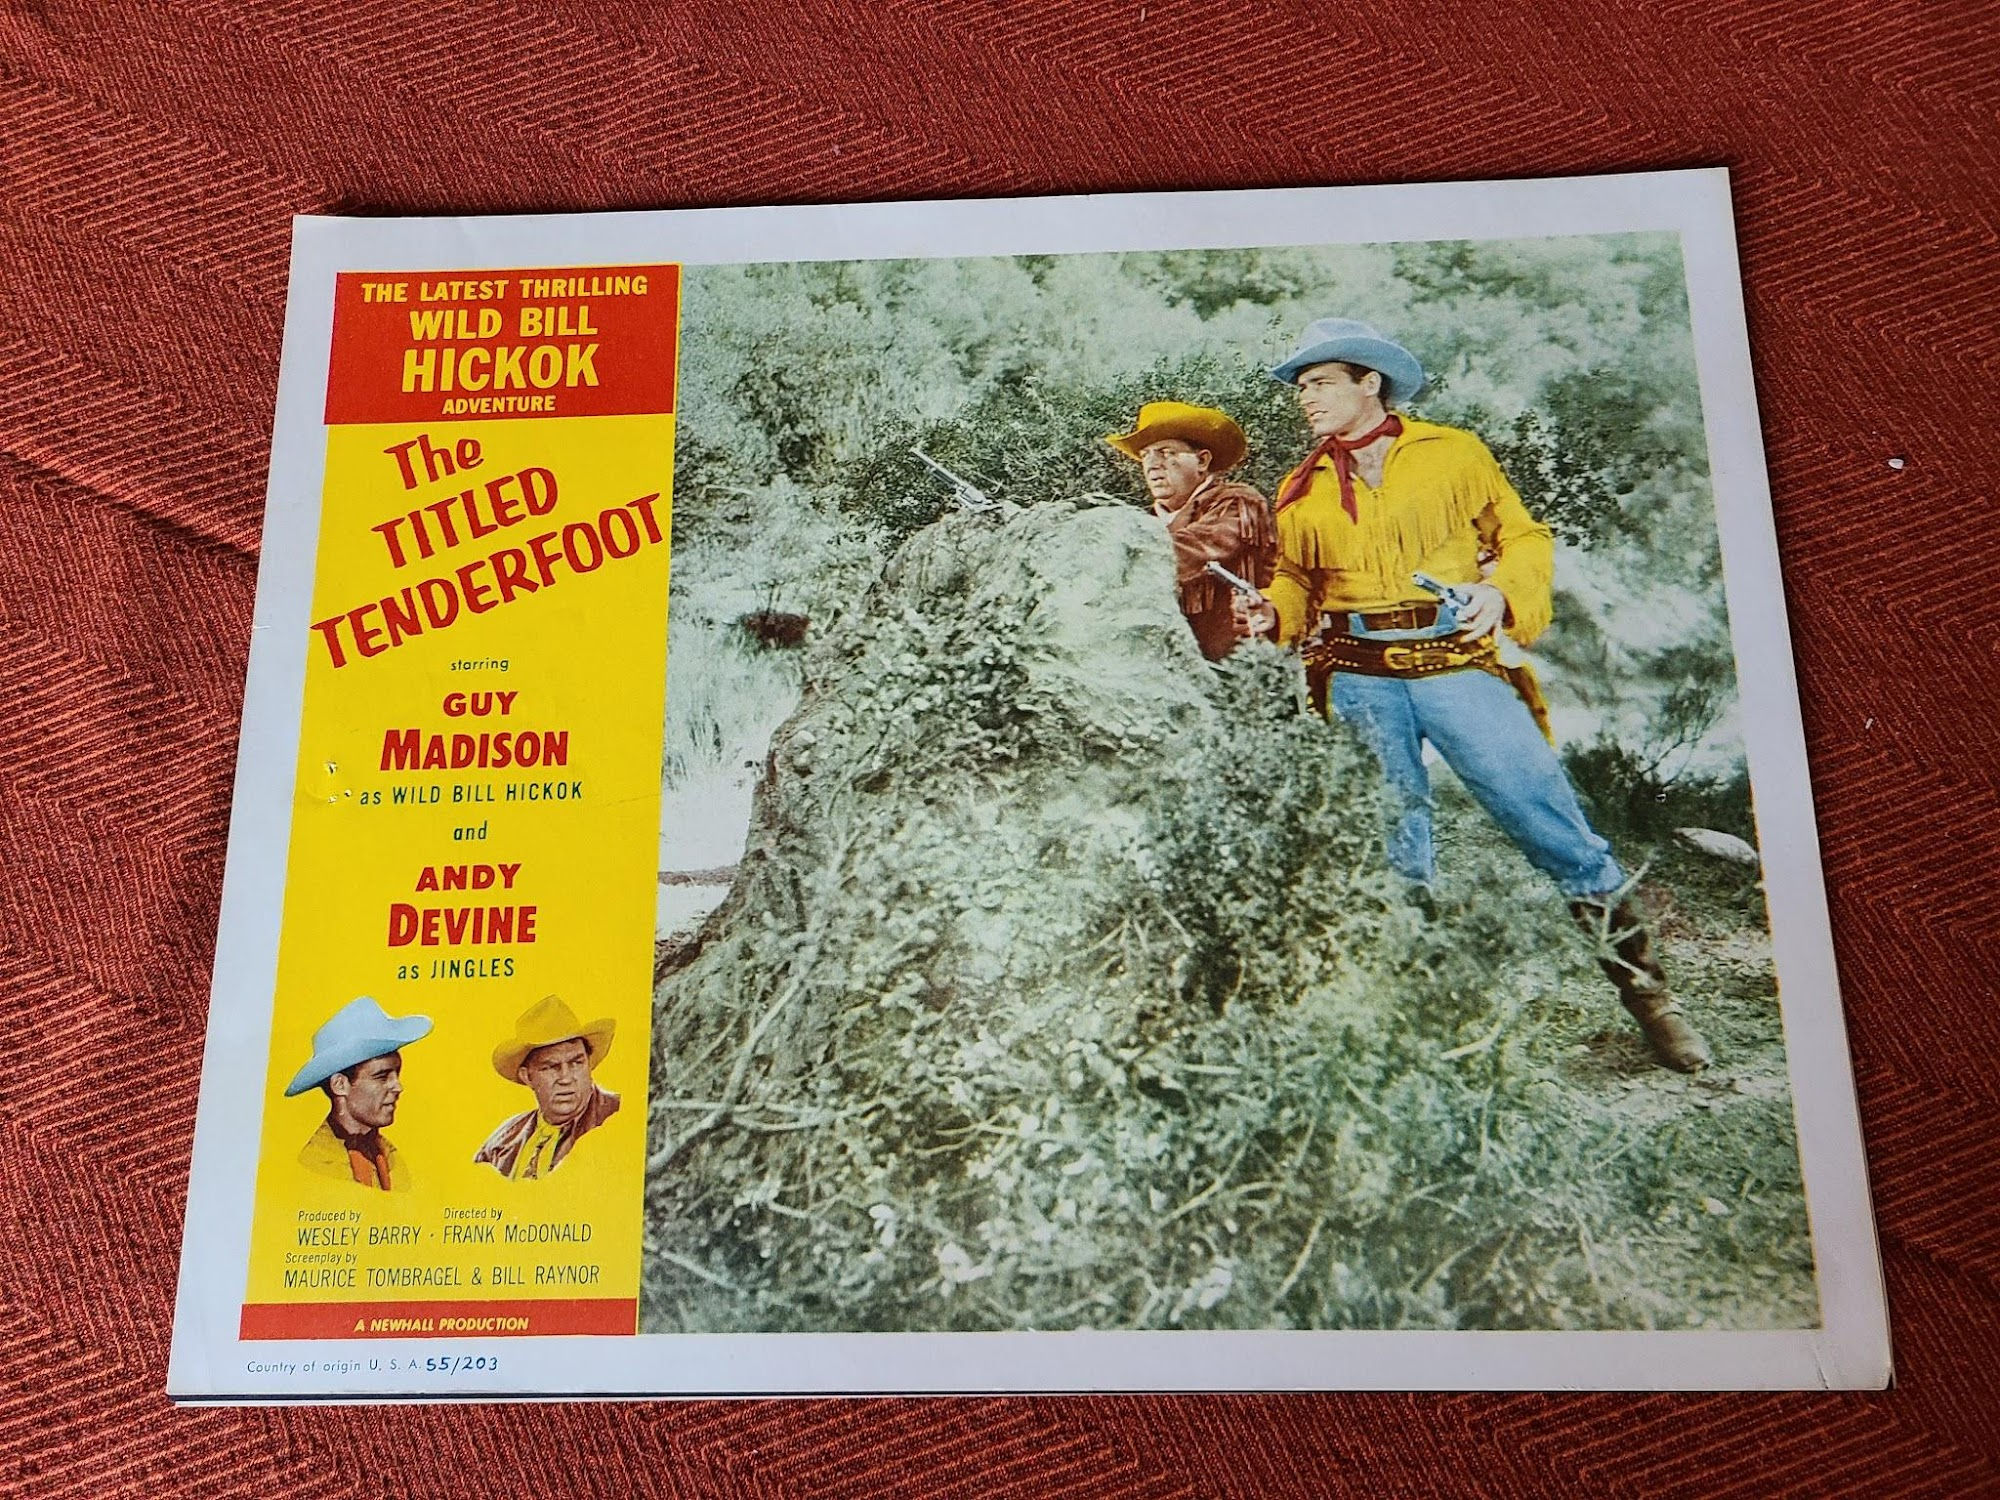 THE LATEST THRILLING
WILD BILL
HICKOK
ADVENTURE
The
TITLED
TENDERFOOT
starring
GUY
MADISON
as WILD BILL HICKOK
and
ANDY
DEVINE
as JINGLES
Produced by Directed by
WESLEY BARRY · FRANK McDONALD
Screenplay by
MAURICE TOMBRAGEL & BILL RAYNOR
A NEWHALL PRODUCTION
Country of origin U. S. A. 55/203